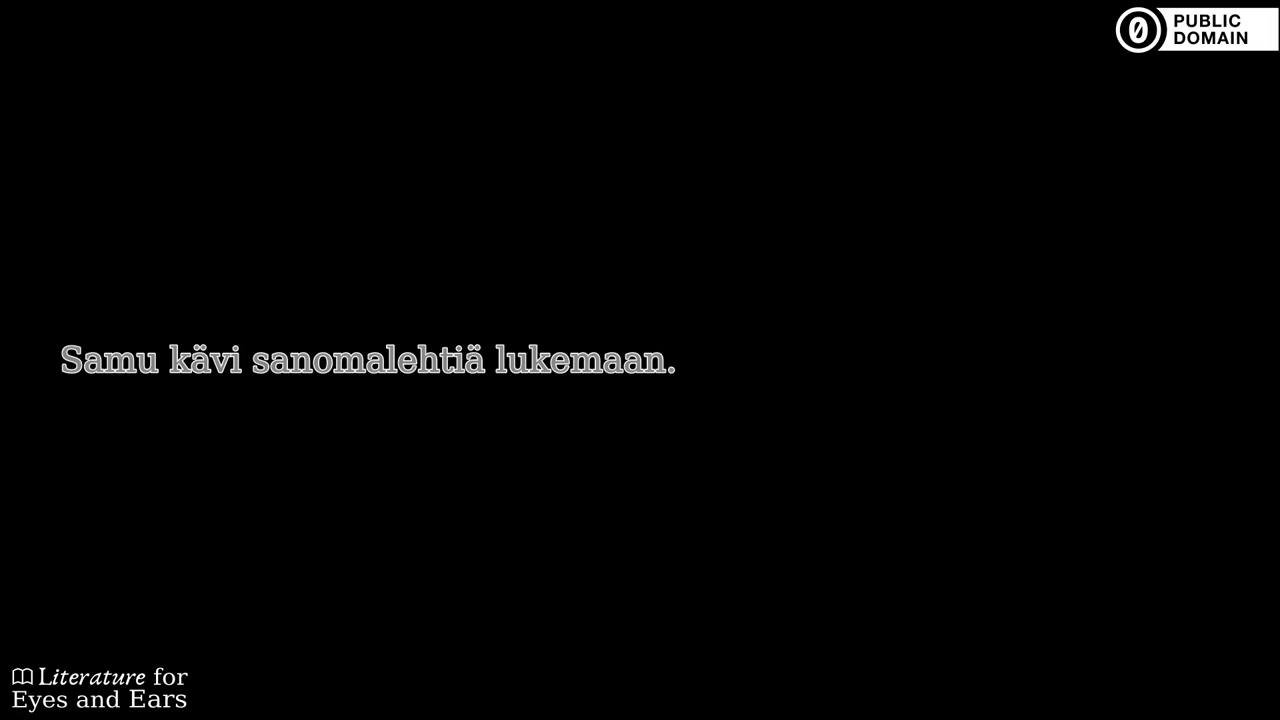 PUBLIC
DOMAIN
Samu kävi sanomalehtiä lukemaan.
Literature for
Eyes and Ears